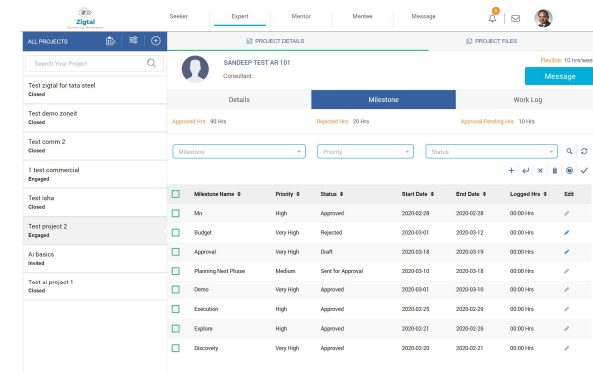 Zigtal
Seeker Expert Mentor Mentee Message
ALL PROJECTS
PROJECT DETAILS PROJECT FILES
Search Your Project
SANDEEP TEST AR 101
Consultant
Flexible: 10 hrs/wee
Message
Test zigtal for tata steel
Closed
Test demo zoneit
Closed
Test comm 2
Closed
1 test commercial
Engaged
Test isha
Closed
Test project 2
Engaged
Ai basics
Invited
Test ai project 1
Closed
Details Milestone Work Log
Approved Hrs: 90 Hrs Rejected Hrs: 20 Hrs Approval Pending Hrs: 10 Hrs
Milestone Priority Status
Milestone Name Priority Status Start Date End Date Logged Hrs Edit
Mn High Approved 2020-02-28 2020-02-28 00:00 Hrs
Budget Very High Rejected 2020-03-01 2020-03-12 00:00 Hrs
Approval Very High Draft 2020-03-18 2020-03-19 00:00 Hrs
Planning Next Phase Medium Sent for Approval 2020-03-10 2020-03-18 00:00 Hrs
Demo Very High Approved 2020-03-01 2020-03-10 00:00 Hrs
Execution High Approved 2020-02-25 2020-02-29 00:00 Hrs
Explore High Approved 2020-02-21 2020-02-26 00:00 Hrs
Discovery Very High Approved 2020-02-20 2020-02-21 00:00 Hrs